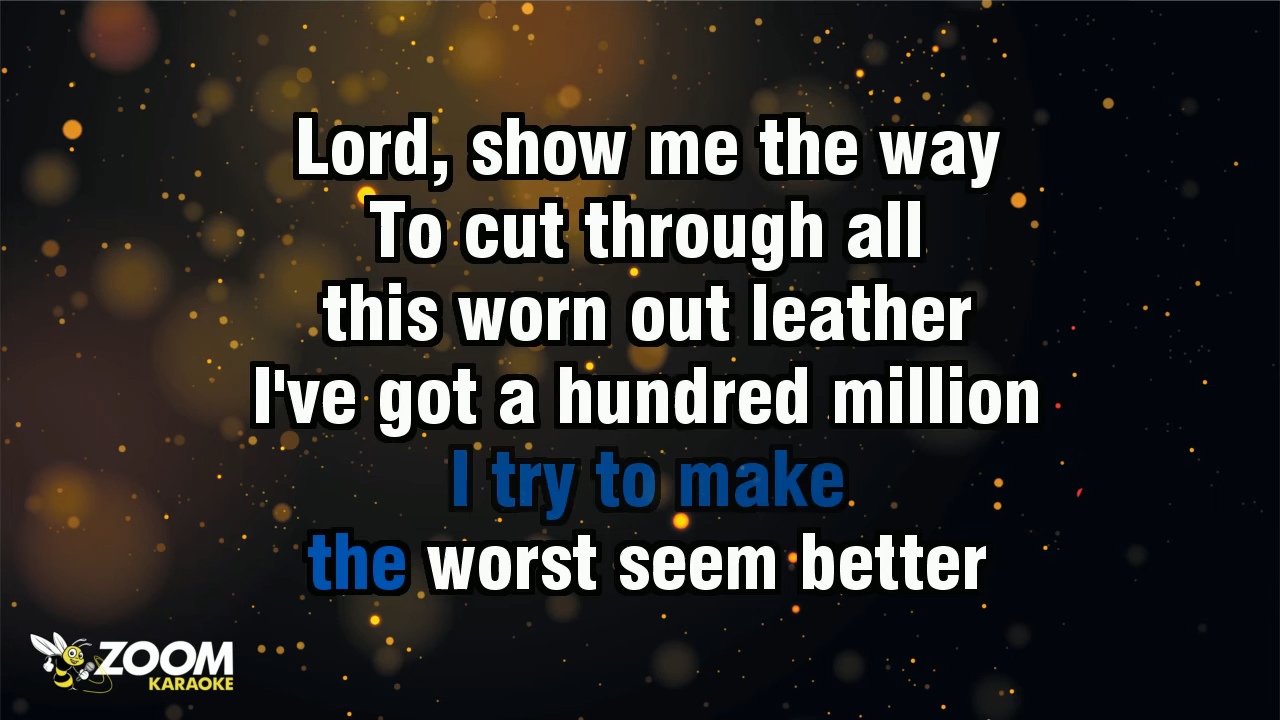 Lord, show me the way
To cut through all
this worn out leather
I've got a hundred million
I try to make
the worst seem better
ZOOM
KARAOKE